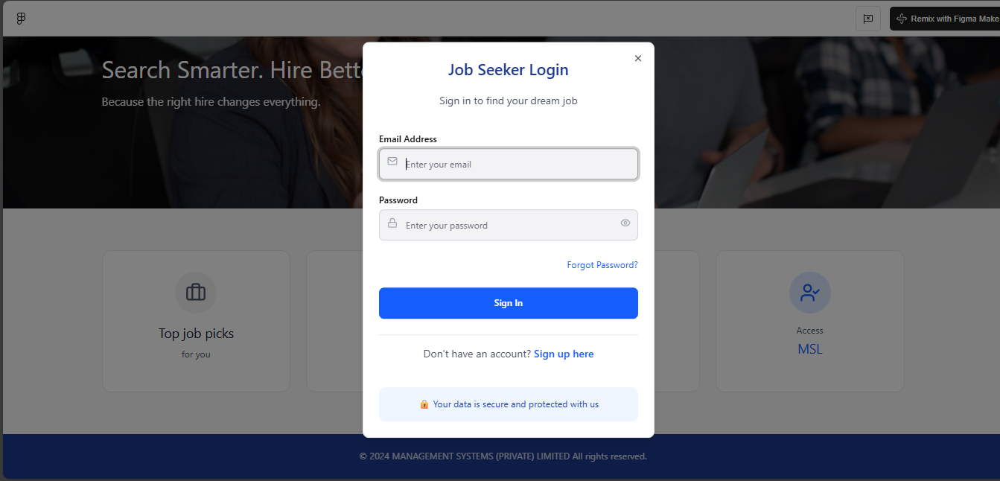 Remix with Figma Make
Search Smarter. Hire
Because the right hire changes everything.
Job Seeker Login
Sign in to find your dream job
Email Address
Enter your email
Password
Enter your password
Forgot Password?
Sign In
Don't have an account? Sign up here
🔒 Your data is secure and protected with us
Top job picks
for you
Access
MSL
© 2024 MANAGEMENT SYSTEMS (PRIVATE) LIMITED All rights reserved.